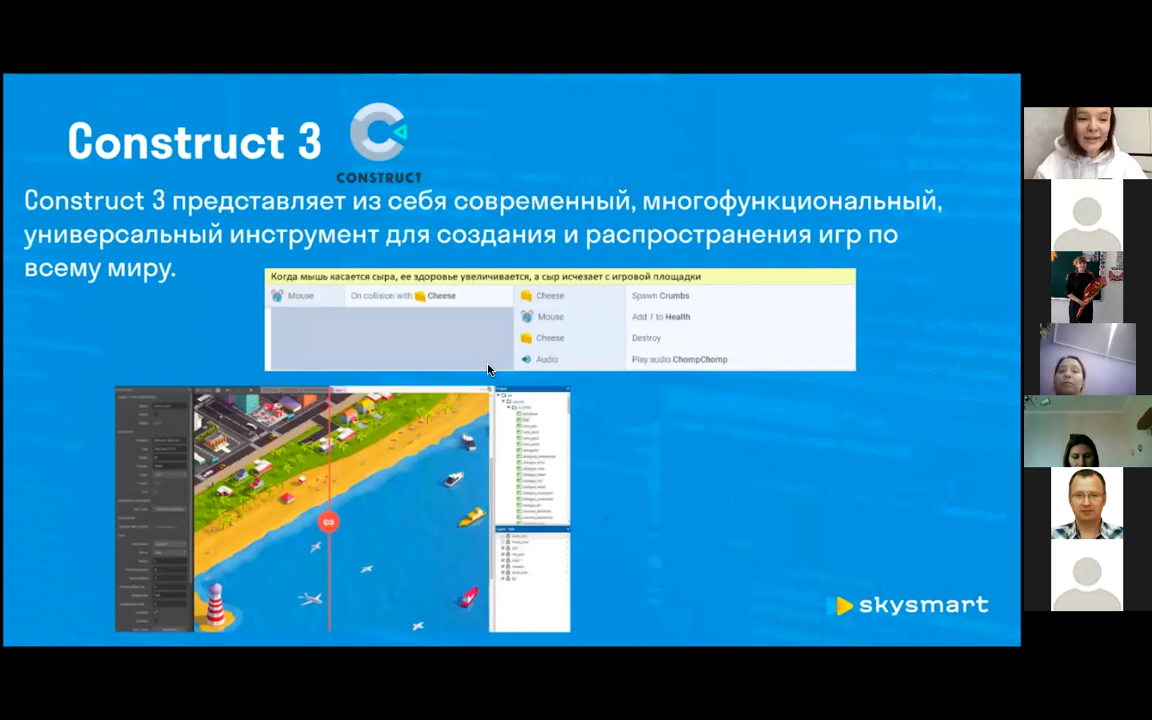 Construct 3
CONSTRUCT
Construct 3 представляет из себя современный, многофункциональный,
универсальный инструмент для создания и распространения игр по
всему миру.
Когда мышь касается сыра, ее здоровье увеличивается, а сыр исчезает с игровой площадки
Mouse On collision with Cheese Cheese Spawn Crumbs
Mouse Add 1 to Health
Cheese Destroy
Audio Play audio ChompChomp
skysmart